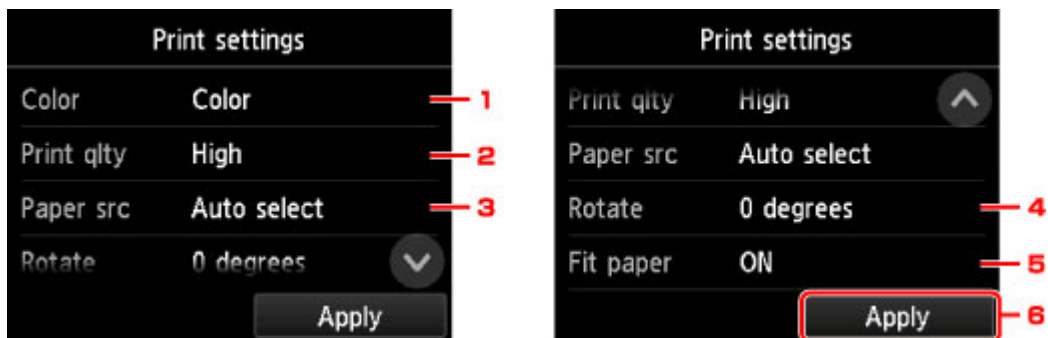 Print settings
Color Color 1
Print qlty High 2
Paper src Auto select 3
Rotate 0 degrees
Apply
Print settings
Print qlty High
Paper src Auto select
Rotate 0 degrees 4
Fit paper ON 5
Apply 6